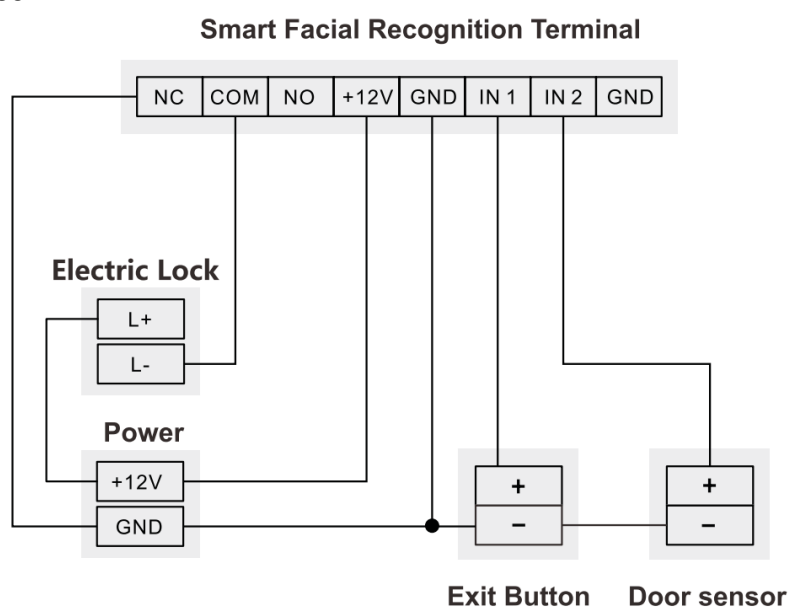 Smart Facial Recognition Terminal
NC COM NO +12V GND IN 1 IN 2 GND
Electric Lock
L+
L-
Power
+12V
GND
+
−
+
−
Exit Button Door sensor